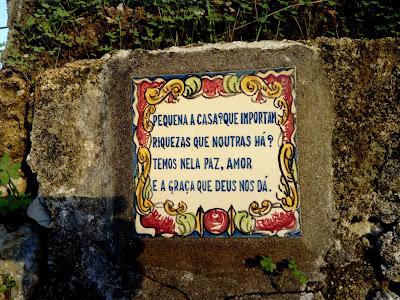 PEQUENA A CASA? QUE IMPORTAM
RIQUEZAS QUE NOUTRAS HÁ?
TEMOS NELA PAZ, AMOR
E A GRAÇA QUE DEUS NOS DÁ.